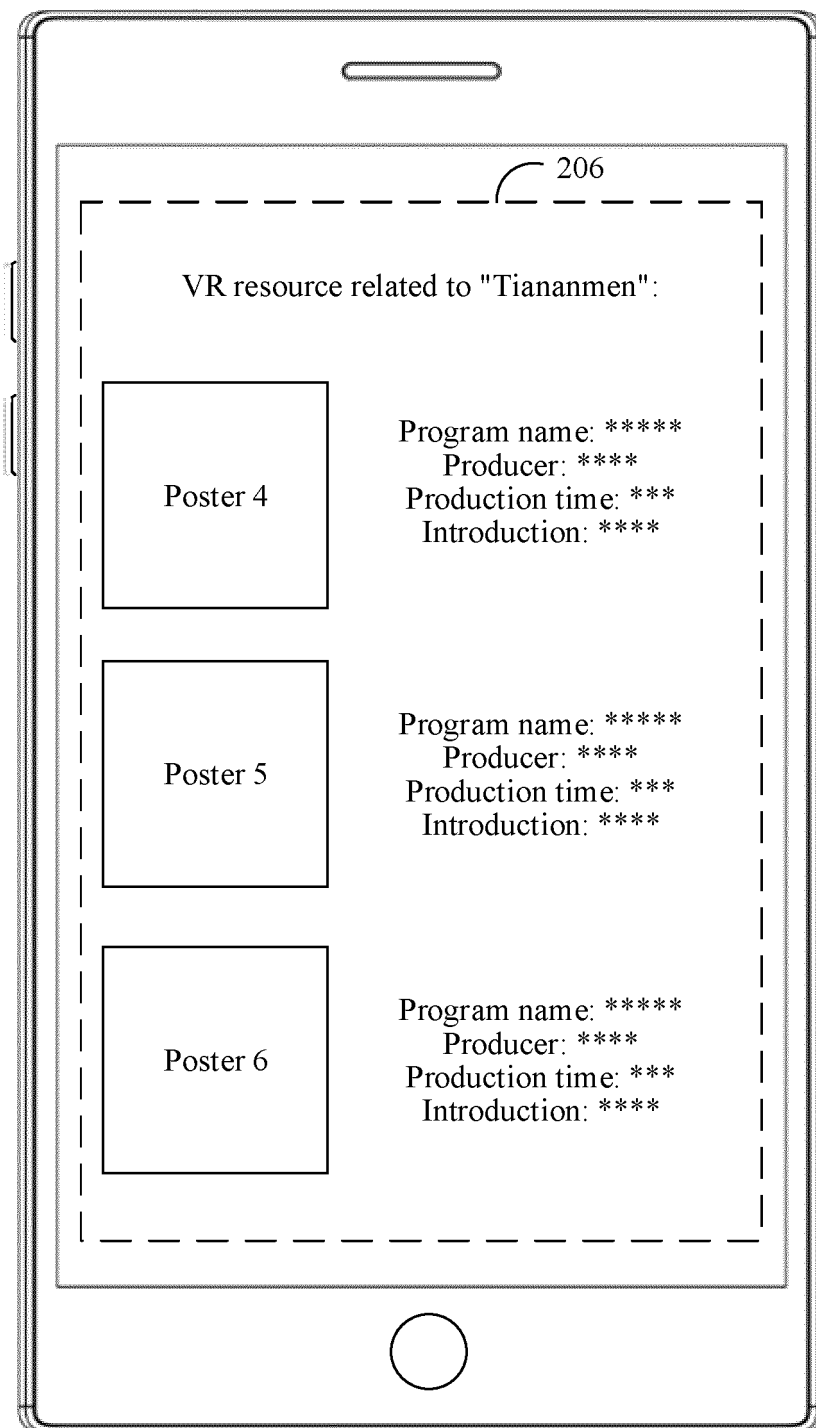 206
VR resource related to "Tiananmen":
Poster 4
Program name: *****
Producer: ****
Production time: ***
Introduction: ****
Poster 5
Program name: *****
Producer: ****
Production time: ***
Introduction: ****
Poster 6
Program name: *****
Producer: ****
Production time: ***
Introduction: ****